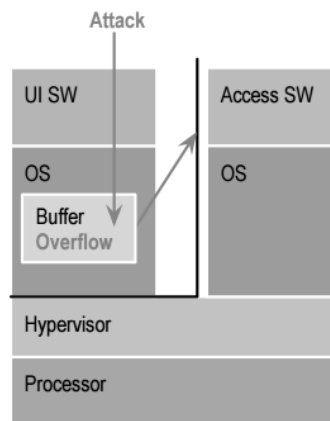 Attack
UI SW
Access SW
OS
OS
Buffer
Overflow
Hypervisor
Processor